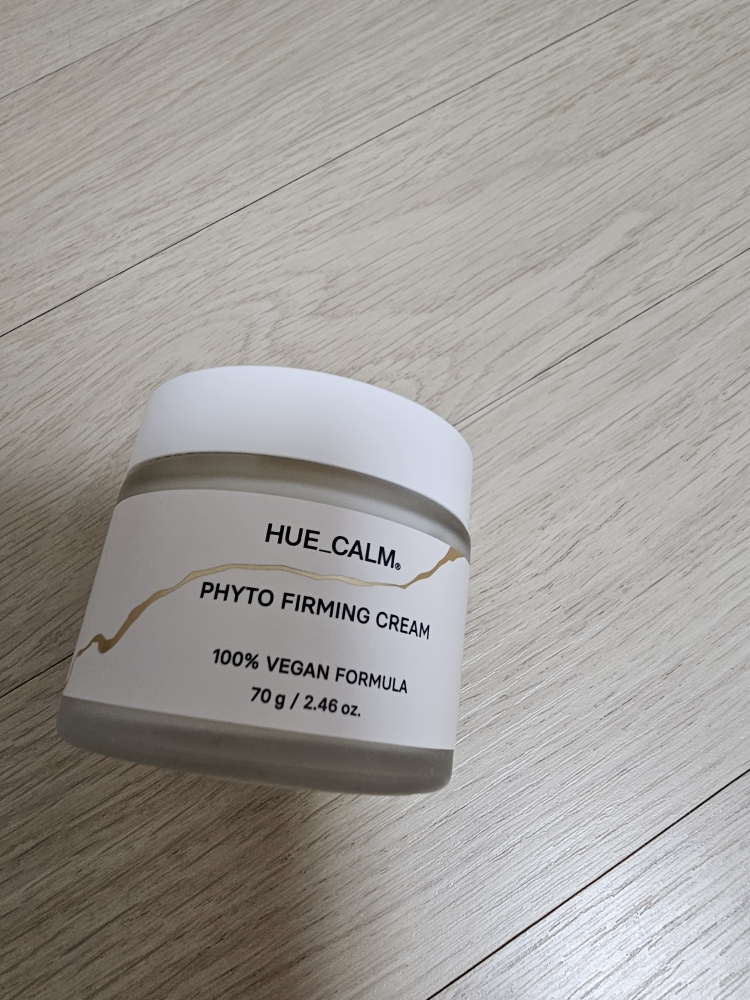 HUE_CALM®
PHYTO FIRMING CREAM
100% VEGAN FORMULA
70 g / 2.46 oz.